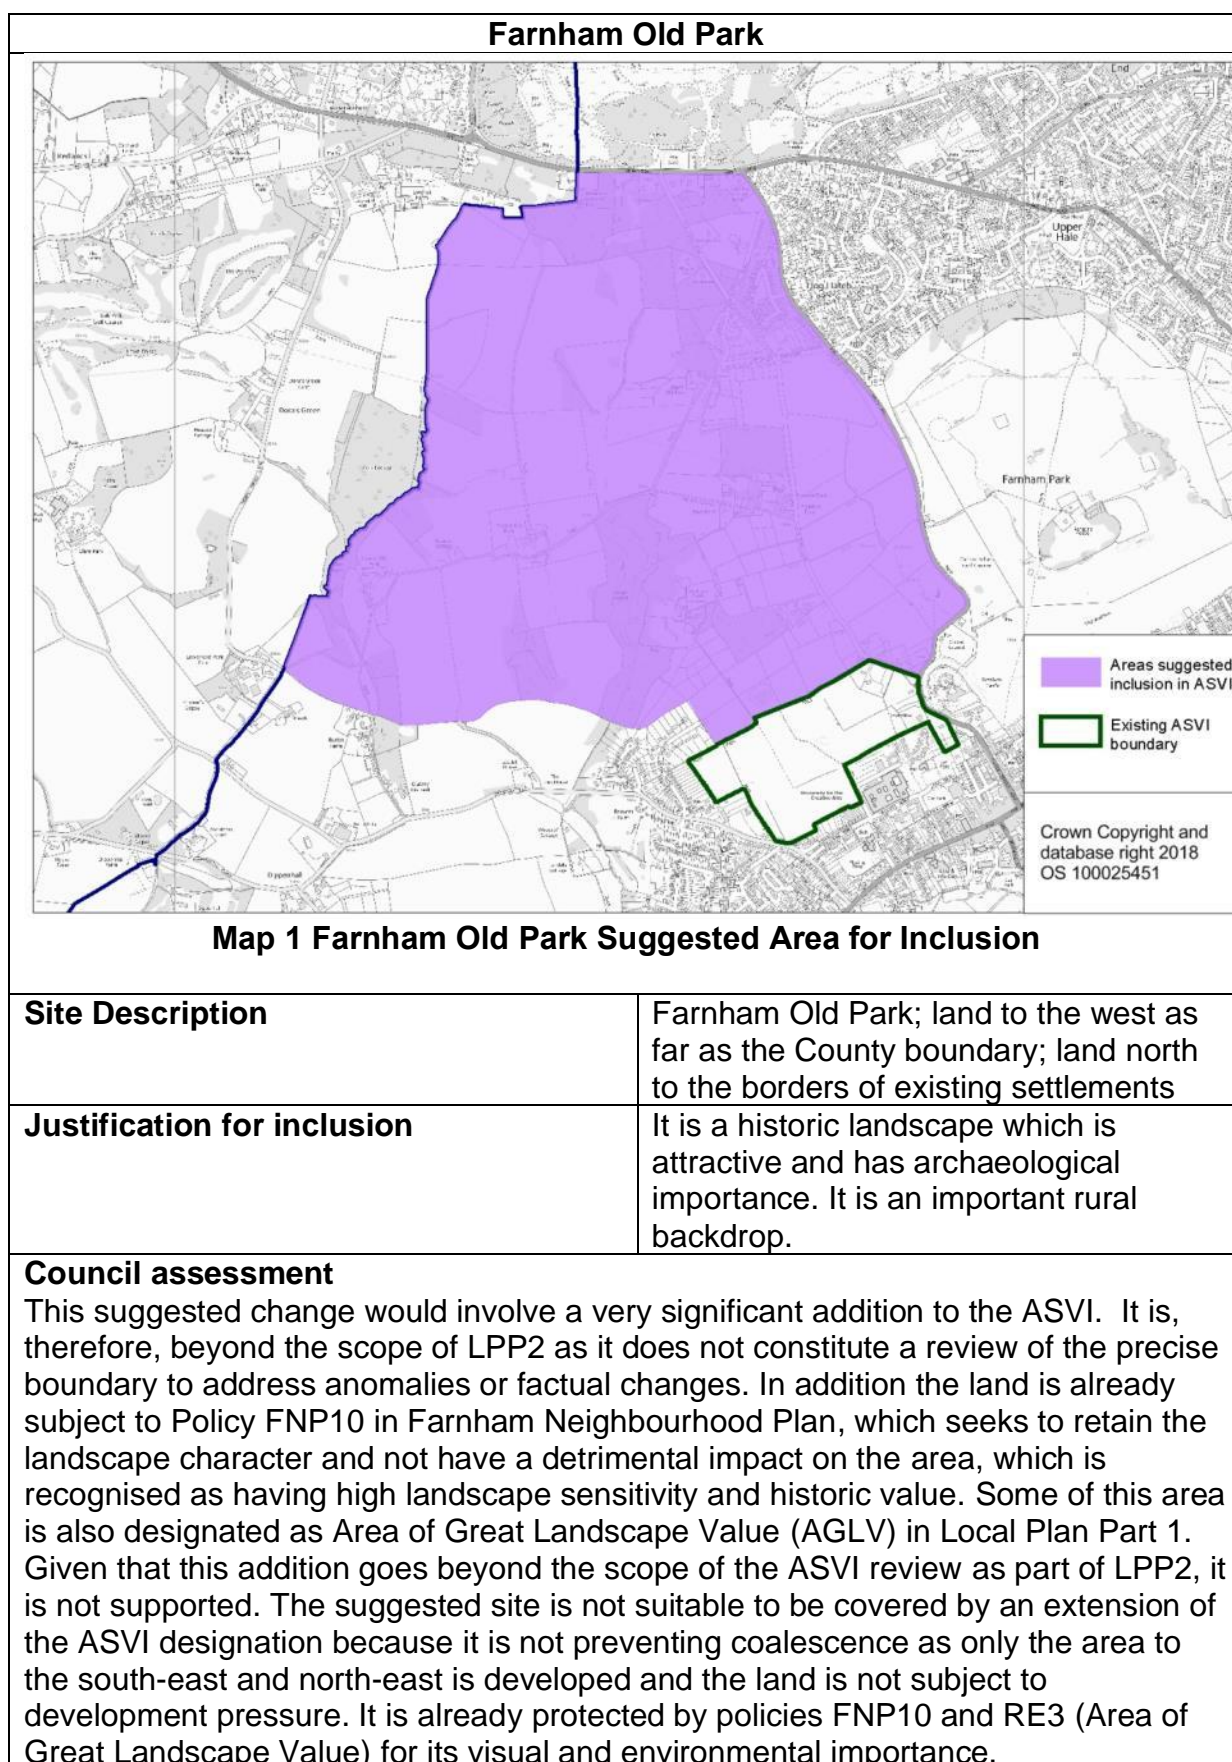 Farnham Old Park
End
Upper
Hale
Farnham Park
Dippenhall
Areas suggested
inclusion in ASVI
Existing ASVI
boundary
Crown Copyright and
database right 2018
OS 100025451
Map 1 Farnham Old Park Suggested Area for Inclusion
Site Description
Farnham Old Park; land to the west as
far as the County boundary; land north
to the borders of existing settlements
Justification for inclusion
It is a historic landscape which is
attractive and has archaeological
importance. It is an important rural
backdrop.
Council assessment
This suggested change would involve a very significant addition to the ASVI. It is,
therefore, beyond the scope of LPP2 as it does not constitute a review of the precise
boundary to address anomalies or factual changes. In addition the land is already
subject to Policy FNP10 in Farnham Neighbourhood Plan, which seeks to retain the
landscape character and not have a detrimental impact on the area, which is
recognised as having high landscape sensitivity and historic value. Some of this area
is also designated as Area of Great Landscape Value (AGLV) in Local Plan Part 1.
Given that this addition goes beyond the scope of the ASVI review as part of LPP2, it
is not supported. The suggested site is not suitable to be covered by an extension of
the ASVI designation because it is not preventing coalescence as only the area to
the south-east and north-east is developed and the land is not subject to
development pressure. It is already protected by policies FNP10 and RE3 (Area of
Great Landscape Value) for its visual and environmental importance.